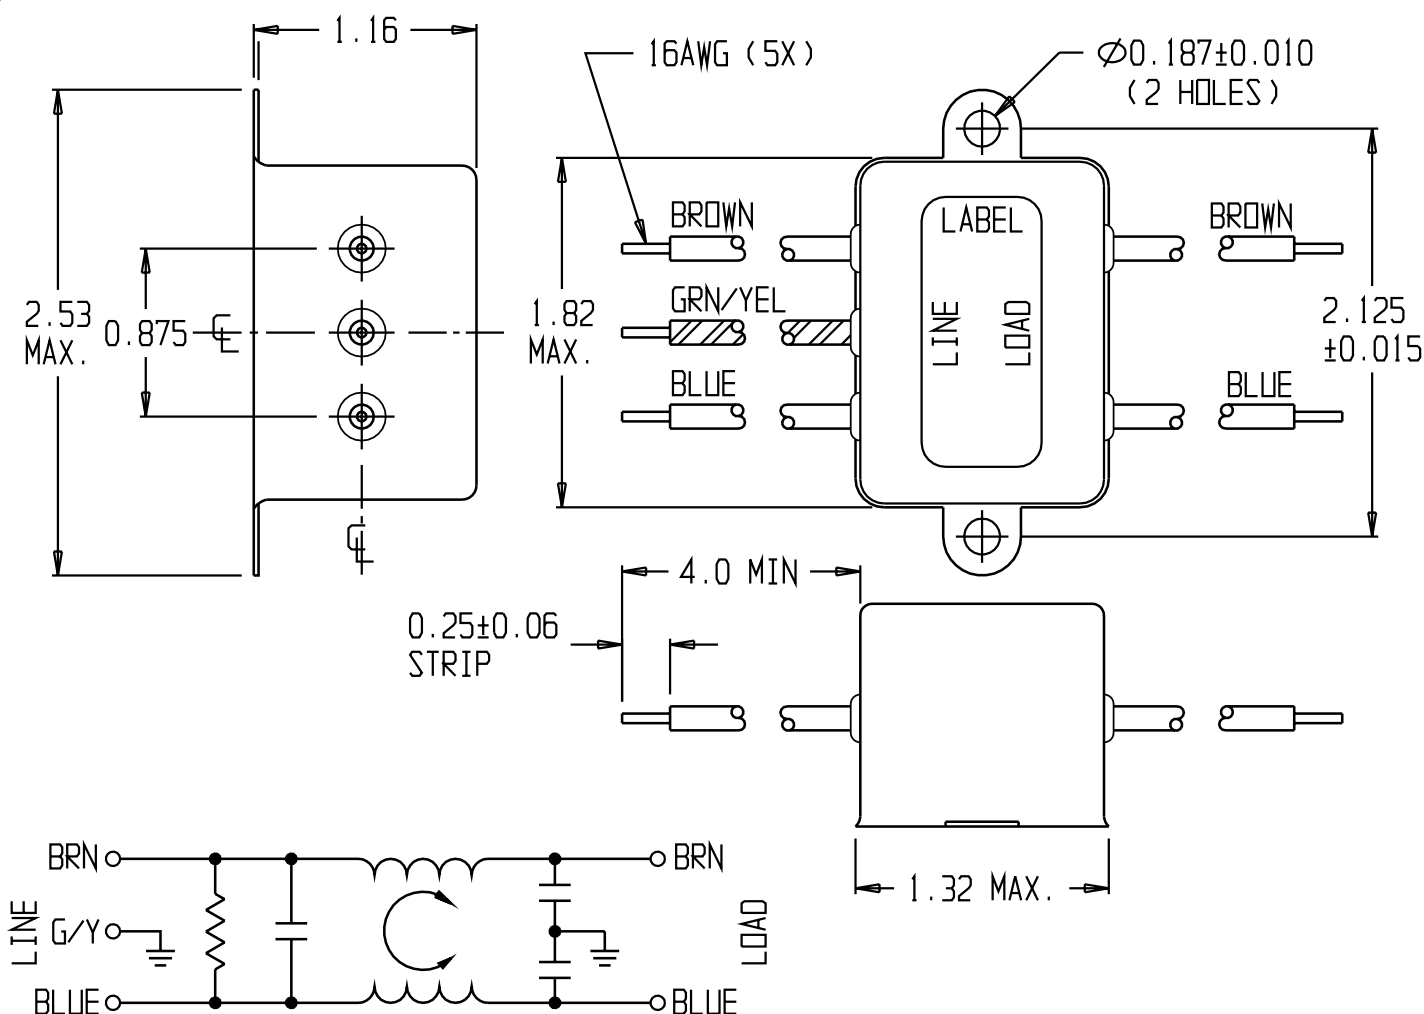 1.16
16AWG (5X)
Ø0.187±0.010
(2 HOLES)
BROWN
BROWN
LABEL
GRN/YEL
2.53
MAX.
0.875
℄
1.82
MAX.
LINE
LOAD
2.125
±0.015
BLUE
BLUE
℄
4.0 MIN
0.25±0.06
STRIP
1.32 MAX.
BRN
BRN
LINE
G/Y
LOAD
BLUE
BLUE